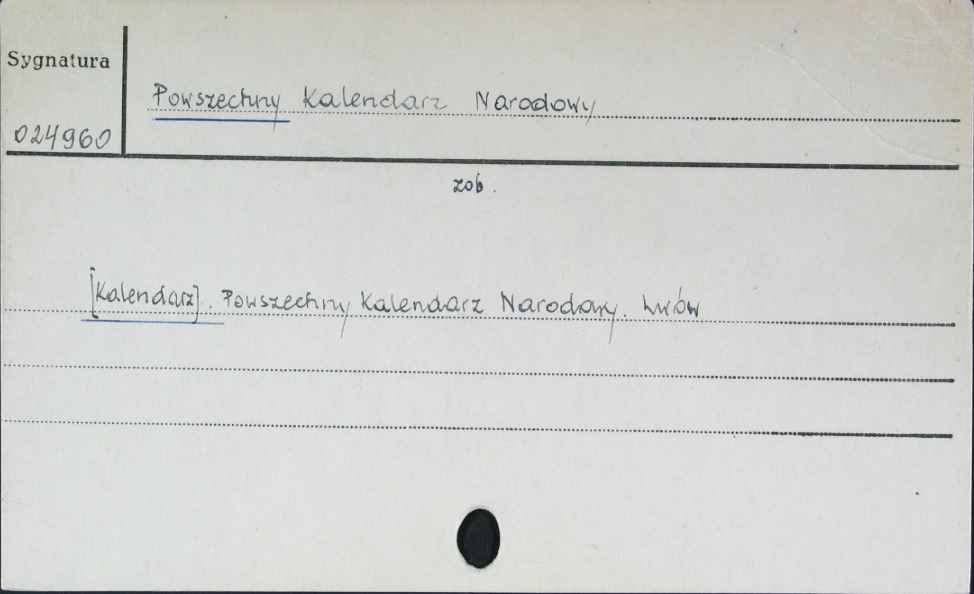 Sygnatura
Powszechny Kalendarz Narodowy
024960
zob.
[Kalendarz]. Powszechny Kalendarz Narodowy. Lwów